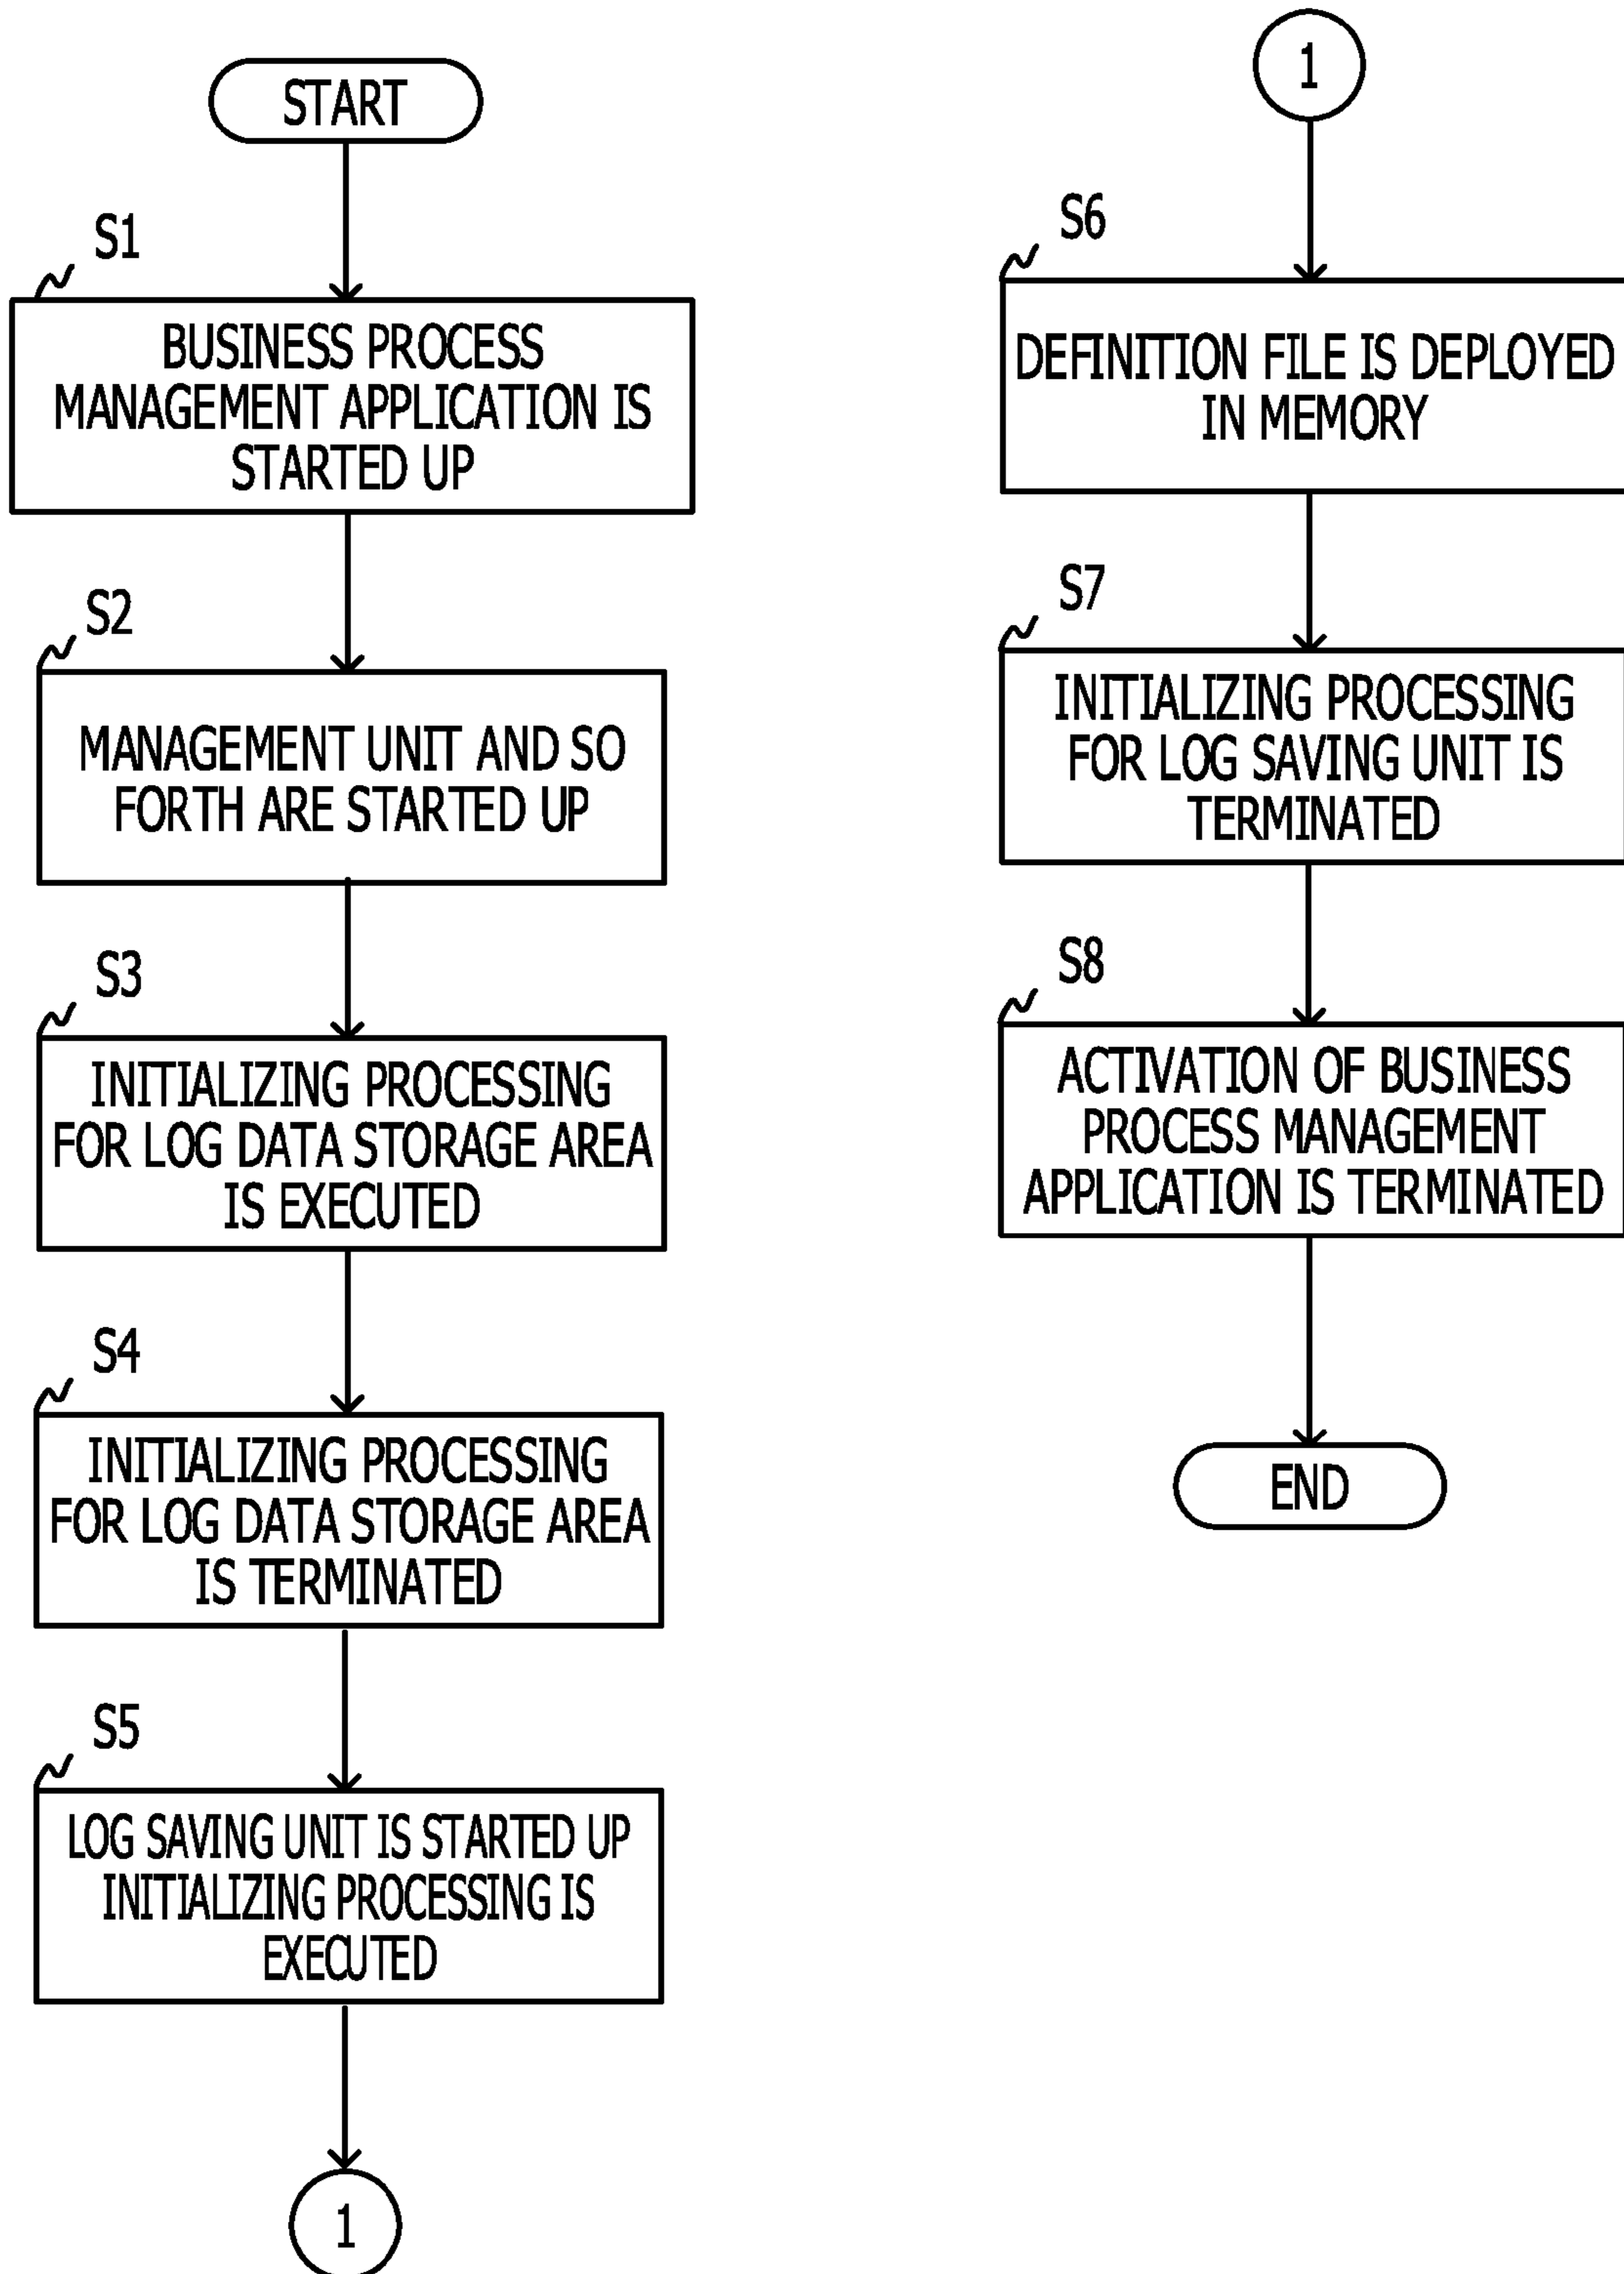 START
S1
BUSINESS PROCESS
MANAGEMENT APPLICATION IS
STARTED UP
S2
MANAGEMENT UNIT AND SO
FORTH ARE STARTED UP
S3
INITIALIZING PROCESSING
FOR LOG DATA STORAGE AREA
IS EXECUTED
S4
INITIALIZING PROCESSING
FOR LOG DATA STORAGE AREA
IS TERMINATED
S5
LOG SAVING UNIT IS STARTED UP
INITIALIZING PROCESSING IS
EXECUTED
1
1
S6
DEFINITION FILE IS DEPLOYED
IN MEMORY
S7
INITIALIZING PROCESSING
FOR LOG SAVING UNIT IS
TERMINATED
S8
ACTIVATION OF BUSINESS
PROCESS MANAGEMENT
APPLICATION IS TERMINATED
END